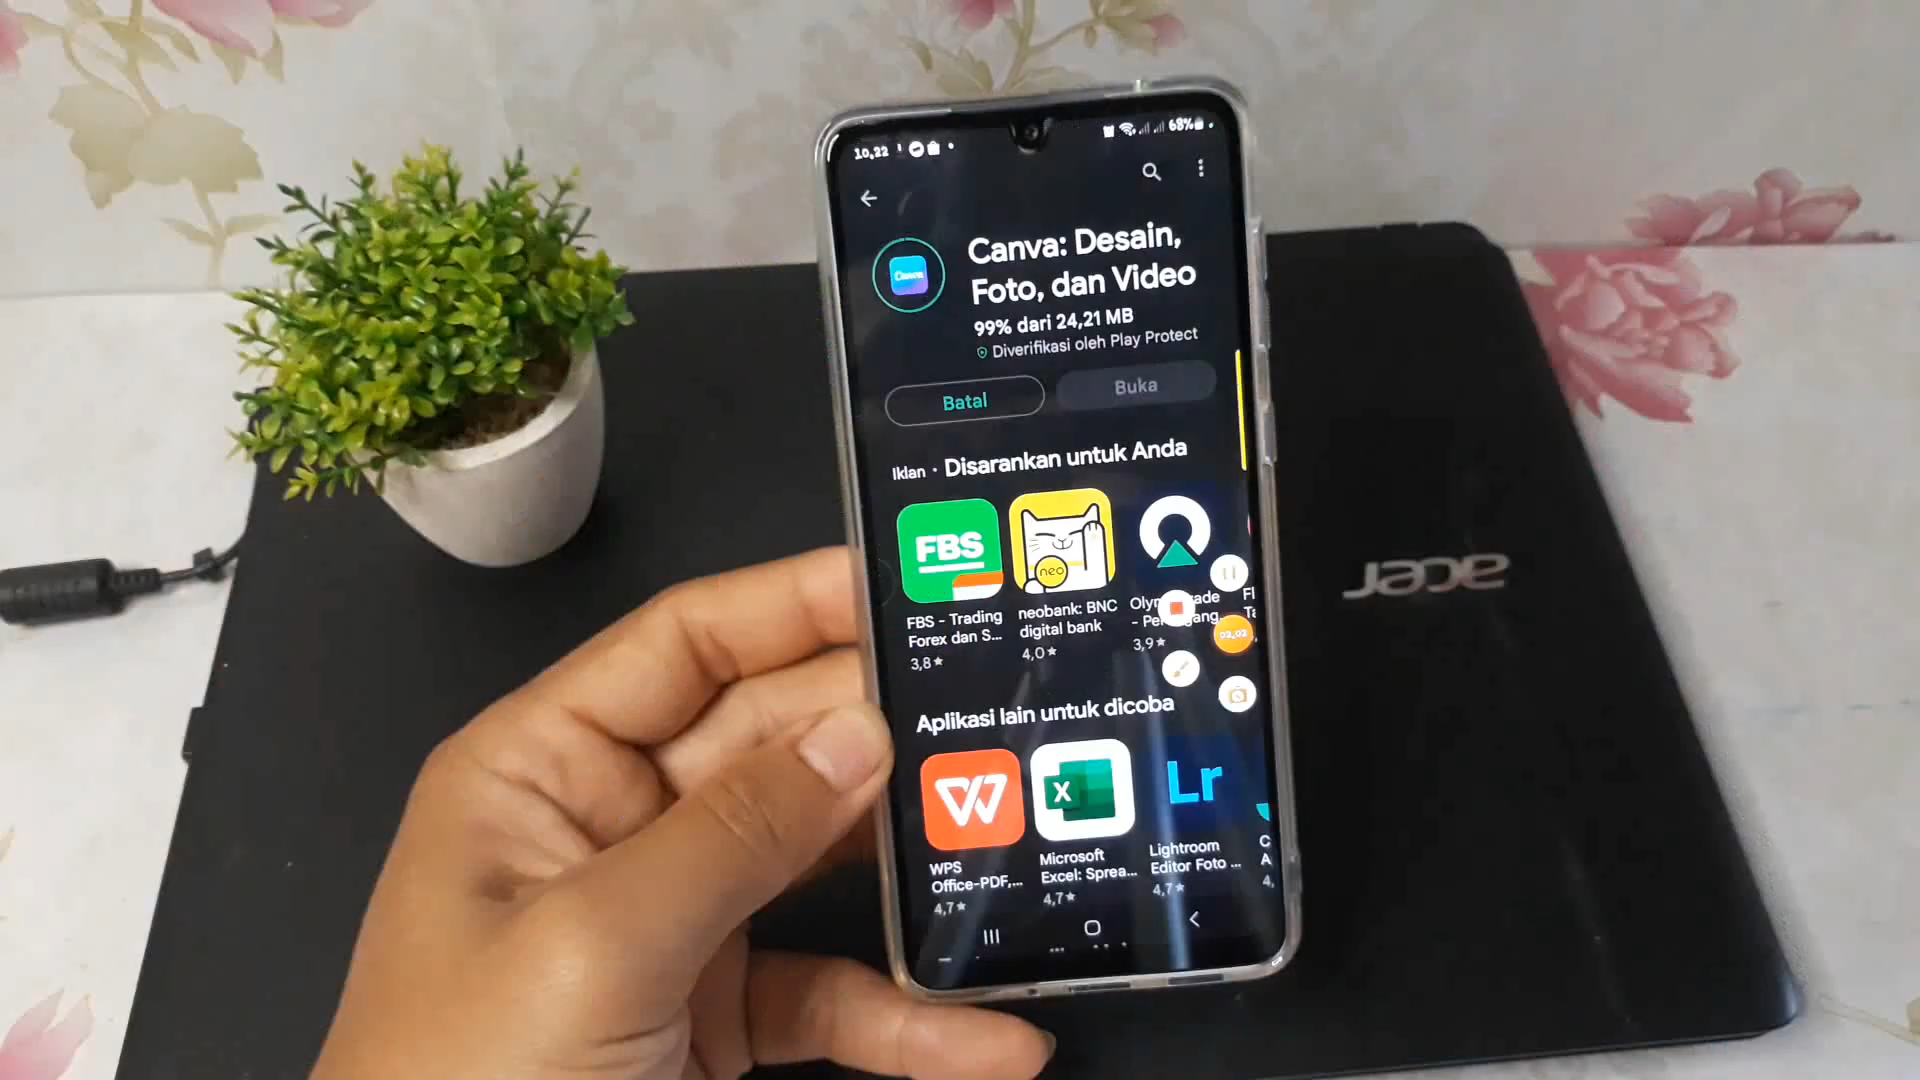 10,22
68%
Canva: Desain,
Foto, dan Video
Canva
99% dari 24,21 MB
Diverifikasi oleh Play Protect
Batal
Buka
Iklan • Disarankan untuk Anda
FBS
neo
FBS - Trading
Forex dan S...
3,8★
neobank: BNC
digital bank
4,0★
3,9★
02,02
Aplikasi lain untuk dicoba
W
X
Lr
WPS
Office-PDF,...
4,7★
Microsoft
Excel: Sprea...
4,7★
Lightroom
Editor Foto ...
4,7★
acer